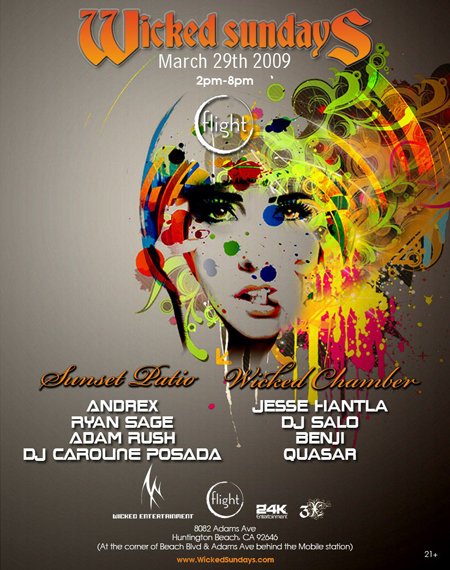 Wicked sundayS
March 29th 2009
2pm-8pm
flight
Sunset Patio
ANDREX
RYAN SAGE
ADAM RUSH
DJ CAROLINE POSADA
Wicked Chamber
JESSE HANTLA
DJ SALO
BENJI
QUASAR
WICKED ENTERTAINMENT
flight
24K
Entertainment
8082 Adams Ave
Huntington Beach, CA 92646
(At the corner of Beach Blvd & Adams Ave behind the Mobile station)
www.WickedSundays.com
21+